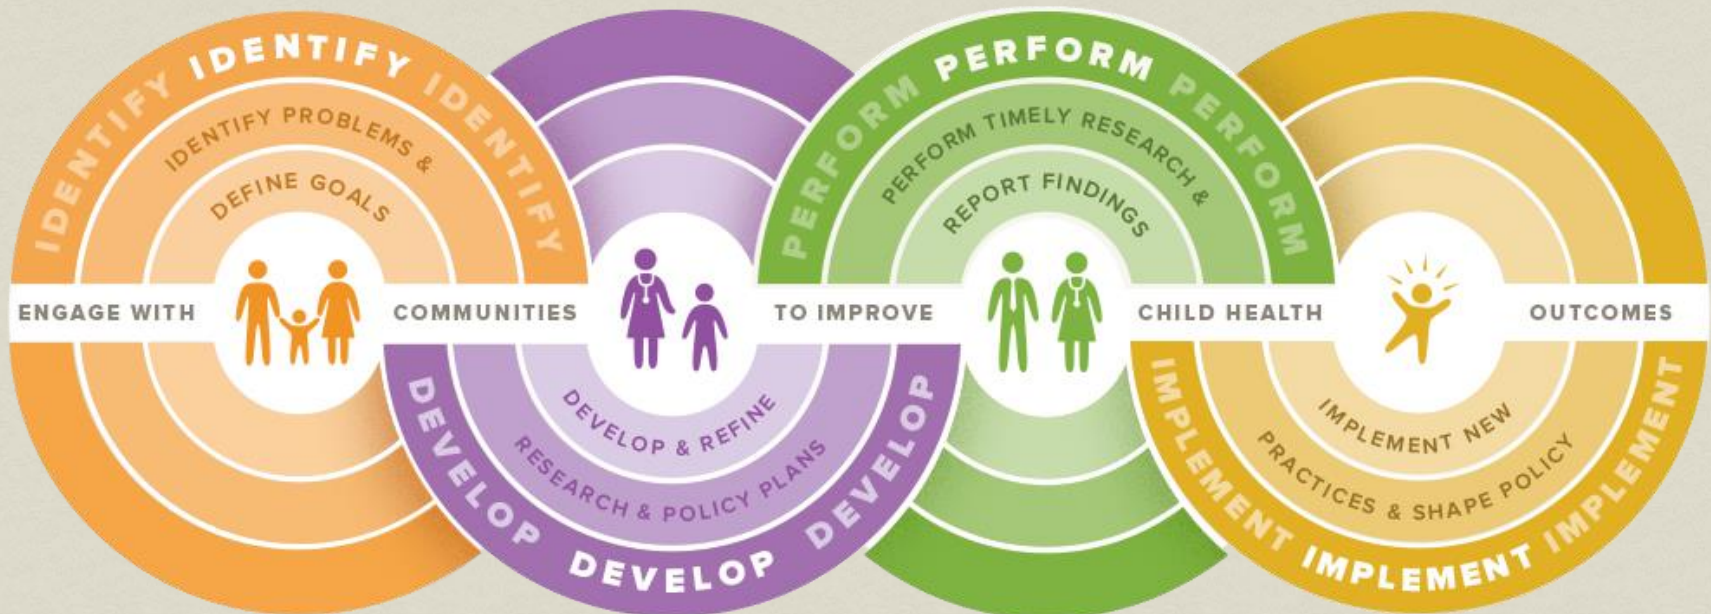 IDENTIFY IDENTIFY IDENTIFY
IDENTIFY PROBLEMS &
DEFINE GOALS
DEVELOP & REFINE
RESEARCH & POLICY PLANS
DEVELOP DEVELOP DEVELOP
PERFORM PERFORM PERFORM
PERFORM TIMELY RESEARCH &
REPORT FINDINGS
IMPLEMENT NEW
PRACTICES & SHAPE POLICY
IMPLEMENT IMPLEMENT IMPLEMENT
ENGAGE WITH COMMUNITIES TO IMPROVE CHILD HEALTH OUTCOMES